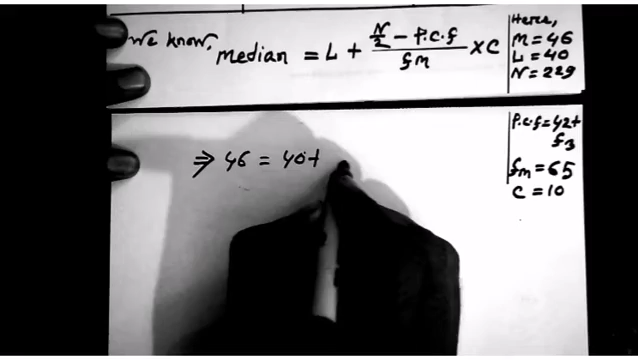 We know, median = L + (N/2 - P.c.f)/fm × C
Here,
M = 46
L = 40
N = 229
P.c.f = 42+
f3
fm = 65
C = 10
⇒ 46 = 40+